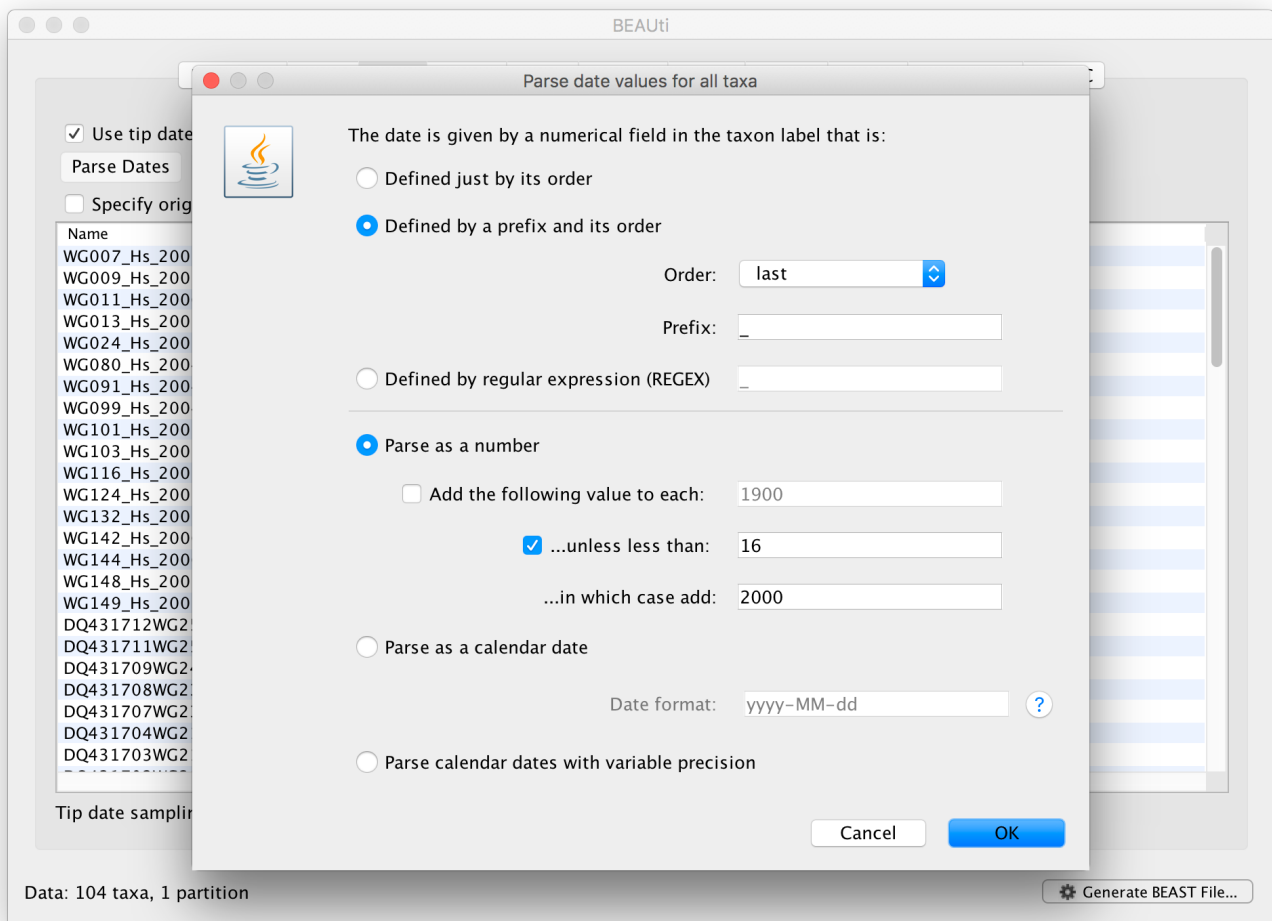 BEAUti
Parse date values for all taxa
Use tip date
Parse Dates
Specify orig
The date is given by a numerical field in the taxon label that is:
Defined just by its order
Defined by a prefix and its order
Order: last
Prefix: _
Defined by regular expression (REGEX) _
Parse as a number
Add the following value to each: 1900
...unless less than: 16
...in which case add: 2000
Parse as a calendar date
Date format: yyyy-MM-dd ?
Parse calendar dates with variable precision
Cancel OK
Name
WG007_Hs_200
WG009_Hs_200
WG011_Hs_200
WG013_Hs_200
WG024_Hs_200
WG080_Hs_200
WG091_Hs_200
WG099_Hs_200
WG101_Hs_200
WG103_Hs_200
WG116_Hs_200
WG124_Hs_200
WG132_Hs_200
WG142_Hs_200
WG144_Hs_200
WG148_Hs_200
WG149_Hs_200
DQ431712WG2
DQ431711WG2
DQ431709WG2
DQ431708WG2
DQ431707WG2
DQ431704WG2
DQ431703WG2
Tip date samplin
Data: 104 taxa, 1 partition
Generate BEAST File...